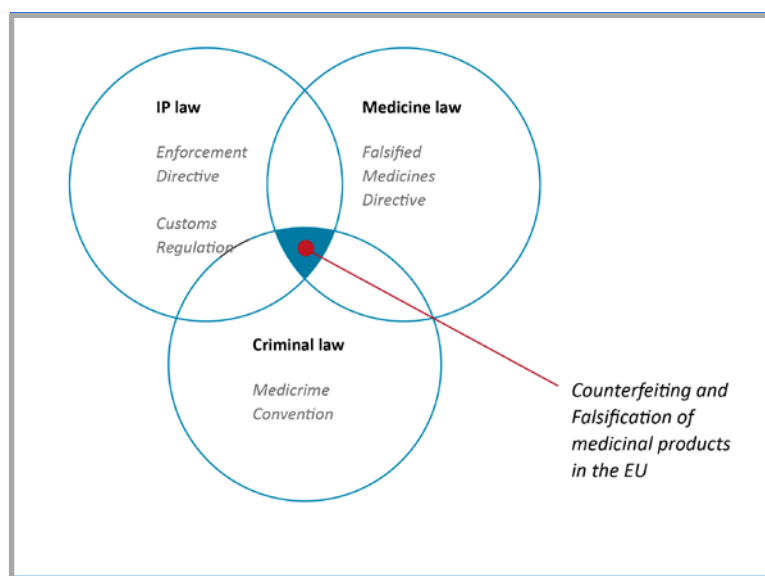 IP law
Enforcement
Directive
Customs
Regulation
Medicine law
Falsified
Medicines
Directive
Criminal law
Medicrime
Convention
Counterfeiting and
Falsification of
medicinal products
in the EU